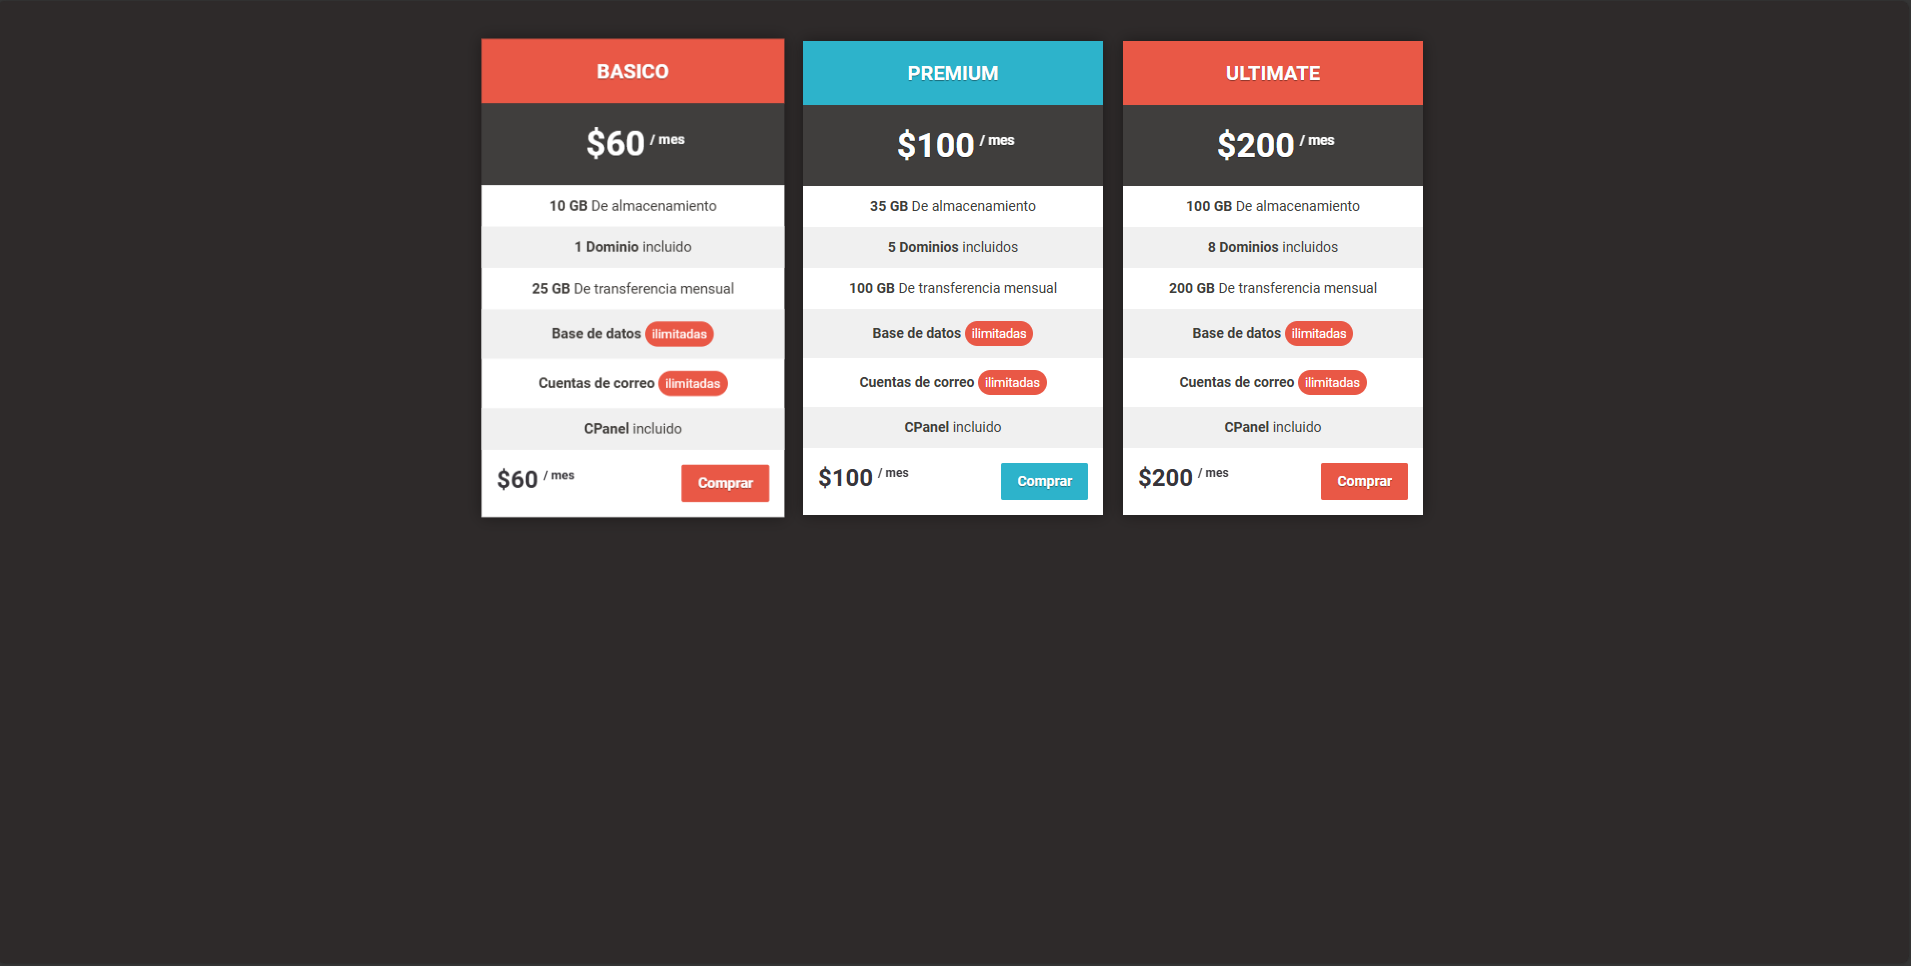 BASICO
$60 / mes
10 GB De almacenamiento
1 Dominio incluido
25 GB De transferencia mensual
Base de datos ilimitadas
Cuentas de correo ilimitadas
CPanel incluido
$60 / mes Comprar
PREMIUM
$100 / mes
35 GB De almacenamiento
5 Dominios incluidos
100 GB De transferencia mensual
Base de datos ilimitadas
Cuentas de correo ilimitadas
CPanel incluido
$100 / mes Comprar
ULTIMATE
$200 / mes
100 GB De almacenamiento
8 Dominios incluidos
200 GB De transferencia mensual
Base de datos ilimitadas
Cuentas de correo ilimitadas
CPanel incluido
$200 / mes Comprar